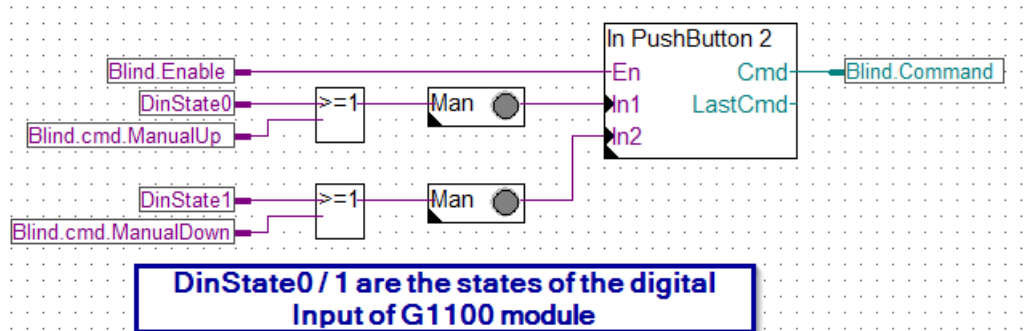 In PushButton 2
Blind.Enable
En
Cmd
Blind.Command
DinState0
>=1
Man
In1
LastCmd
Blind.cmd.ManualUp
In2
DinState1
>=1
Man
Blind.cmd.ManualDown
DinState0 / 1 are the states of the digital
Input of G1100 module